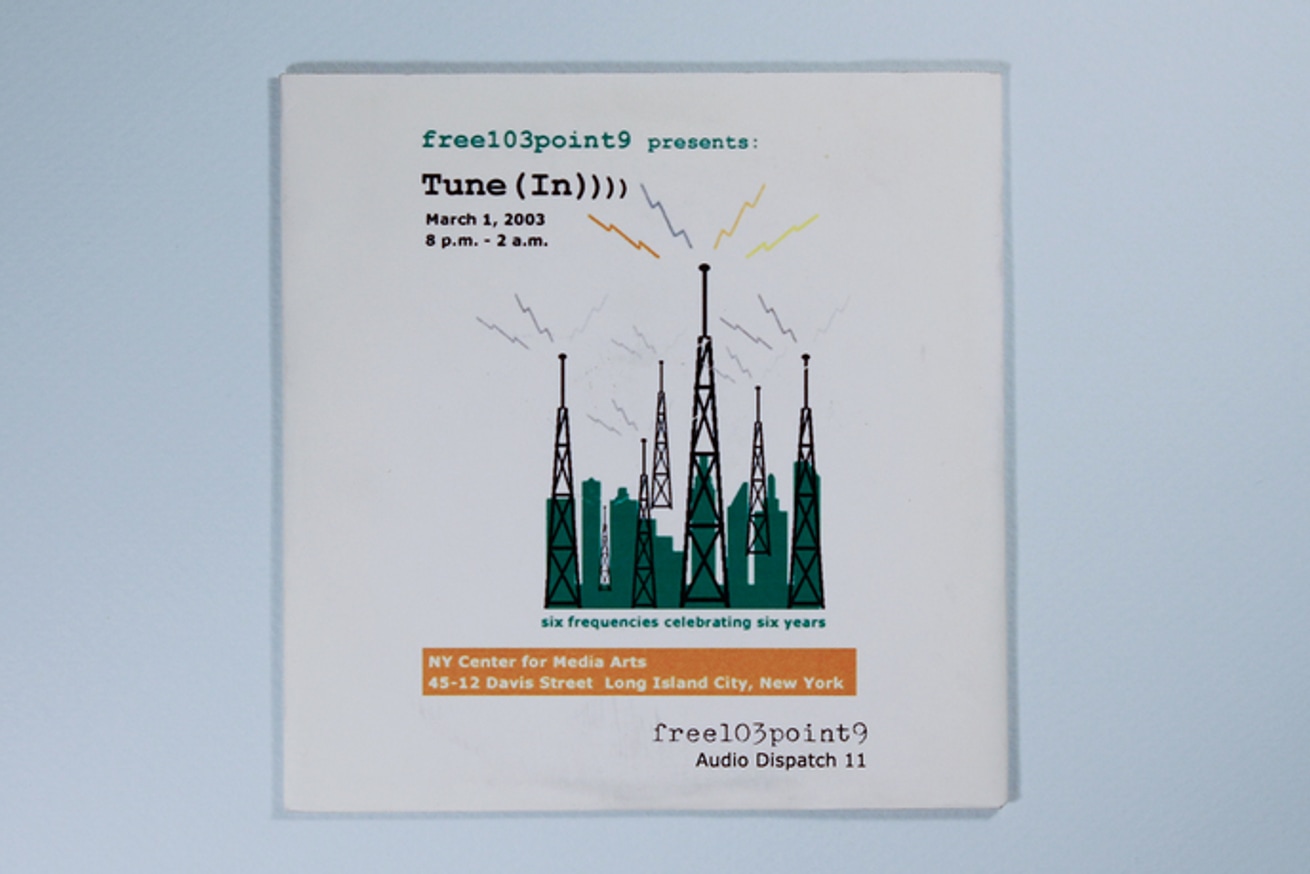 free103point9 presents:
Tune(In))))
March 1, 2003
8 p.m. - 2 a.m.
six frequencies celebrating six years
NY Center for Media Arts
45-12 Davis Street Long Island City, New York
free103point9
Audio Dispatch 11